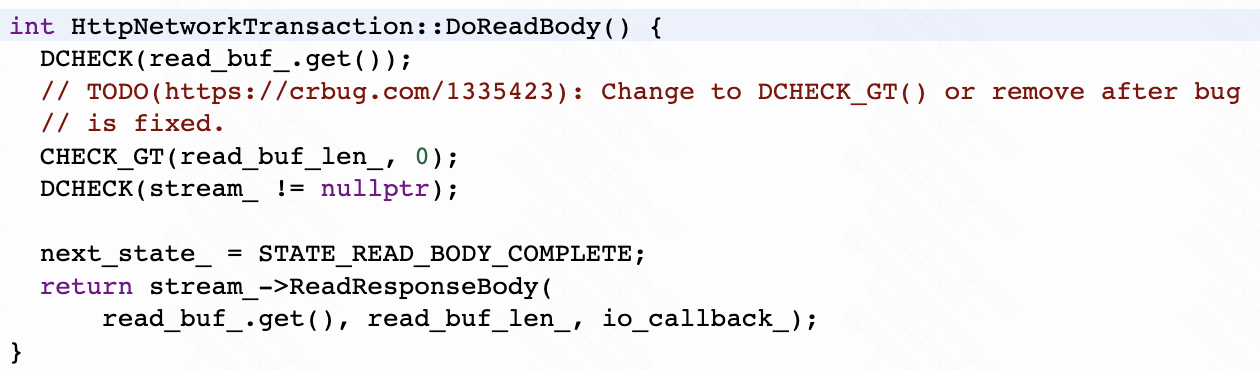 int HttpNetworkTransaction::DoReadBody() {
  DCHECK(read_buf_.get());
  // TODO(https://crbug.com/1335423): Change to DCHECK_GT() or remove after bug
  // is fixed.
  CHECK_GT(read_buf_len_, 0);
  DCHECK(stream_ != nullptr);

  next_state_ = STATE_READ_BODY_COMPLETE;
  return stream_->ReadResponseBody(
      read_buf_.get(), read_buf_len_, io_callback_);
}